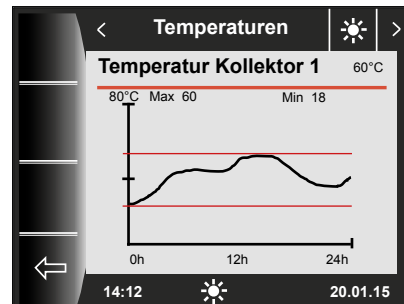 < Temperaturen >
Temperatur Kollektor 1 60°C
80°C Max 60 Min 18
0h 12h 24h
14:12 20.01.15